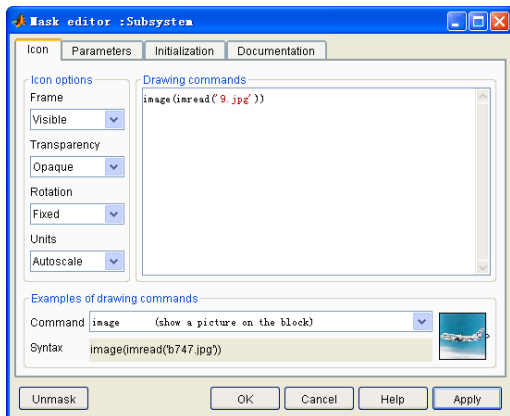 Mask editor :Subsystem
Icon Parameters Initialization Documentation
Icon options
Frame
Visible
Transparency
Opaque
Rotation
Fixed
Units
Autoscale
Drawing commands
image(imread('9.jpg'))
Examples of drawing commands
Command image (show a picture on the block)
Syntax image(imread('b747.jpg'))
Unmask OK Cancel Help Apply